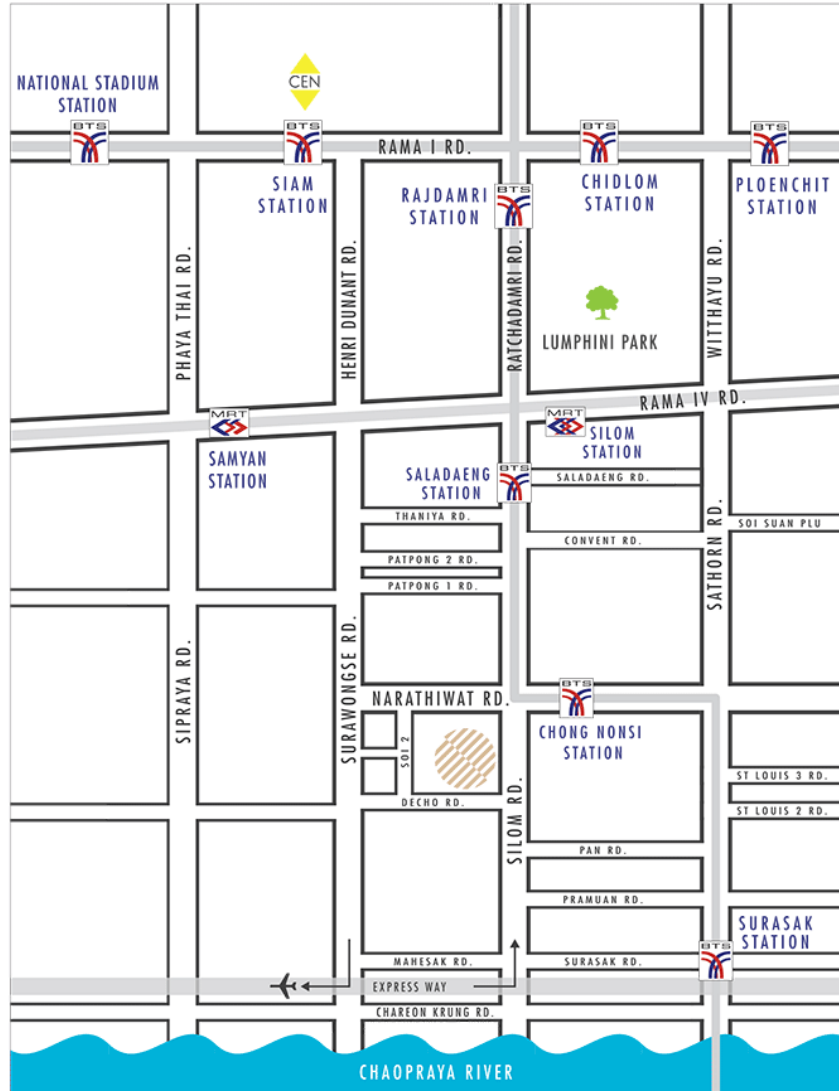 CEN
NATIONAL STADIUM
STATION
BTS
BTS
RAMA I RD.
BTS
BTS
SIAM
STATION
RAJDAMRI
STATION
BTS
CHIDLOM
STATION
PLOENCHIT
STATION
PHAYA THAI RD.
HENRI DUNANT RD.
RATCHADAMRI RD.
WITTHAYU RD.
LUMPHINI PARK
RAMA IV RD.
MRT
SAMYAN
STATION
MRT
SILOM
STATION
SALADAENG
STATION
BTS
SALADAENG RD.
THANIYA RD.
SOI SUAN PLU
CONVENT RD.
PATPONG 2 RD.
PATPONG 1 RD.
SATHORN RD.
SIPRAYA RD.
SURAWONGSE RD.
NARATHIWAT RD.
BTS
CHONG NONSI
STATION
SOI 2
DECHO RD.
SILOM RD.
ST LOUIS 3 RD.
ST LOUIS 2 RD.
PAN RD.
PRAMUAN RD.
SURASAK
STATION
BTS
MAHESAK RD.
SURASAK RD.
EXPRESS WAY
CHAREON KRUNG RD.
CHAOPRAYA RIVER